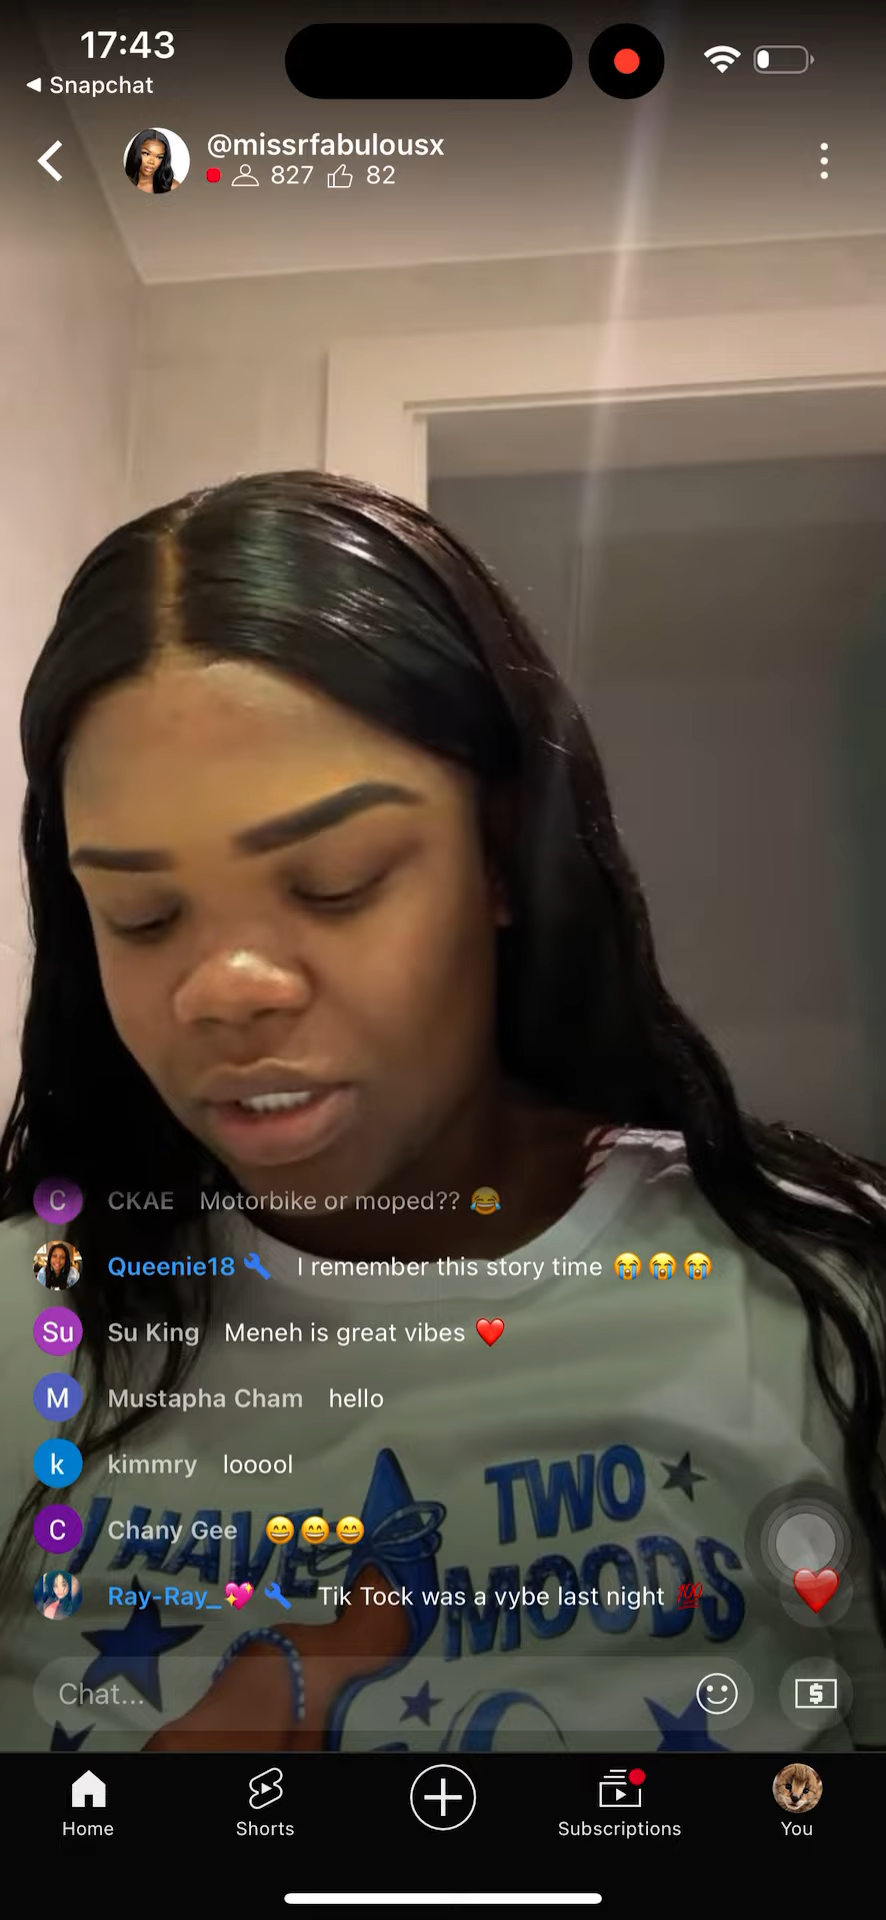 17:43
Snapchat
@missrfabulousx
827 82
CKAE Motorbike or moped?? 😂
Queenie18 🔧 I remember this story time 😭😭😭
Su Su King Meneh is great vibes ❤️
M Mustapha Cham hello
k kimmry looool
C Chany Gee 😄😄😄
Ray-Ray_💖 🔧 Tik Tock was a vybe last night 💯
I HAVE TWO
MOODS
Chat...
Home Shorts Subscriptions You